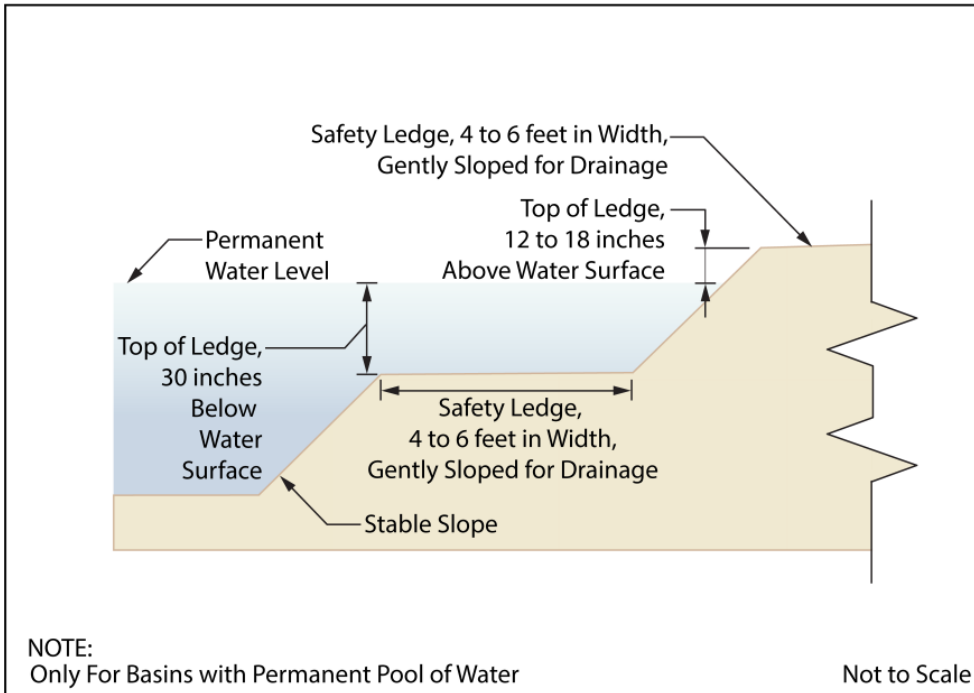 Safety Ledge, 4 to 6 feet in Width,
Gently Sloped for Drainage
Top of Ledge,
12 to 18 inches
Above Water Surface
Permanent
Water Level
Top of Ledge,
30 inches
Below
Water
Surface
Safety Ledge,
4 to 6 feet in Width,
Gently Sloped for Drainage
Stable Slope
NOTE:
Only For Basins with Permanent Pool of Water
Not to Scale